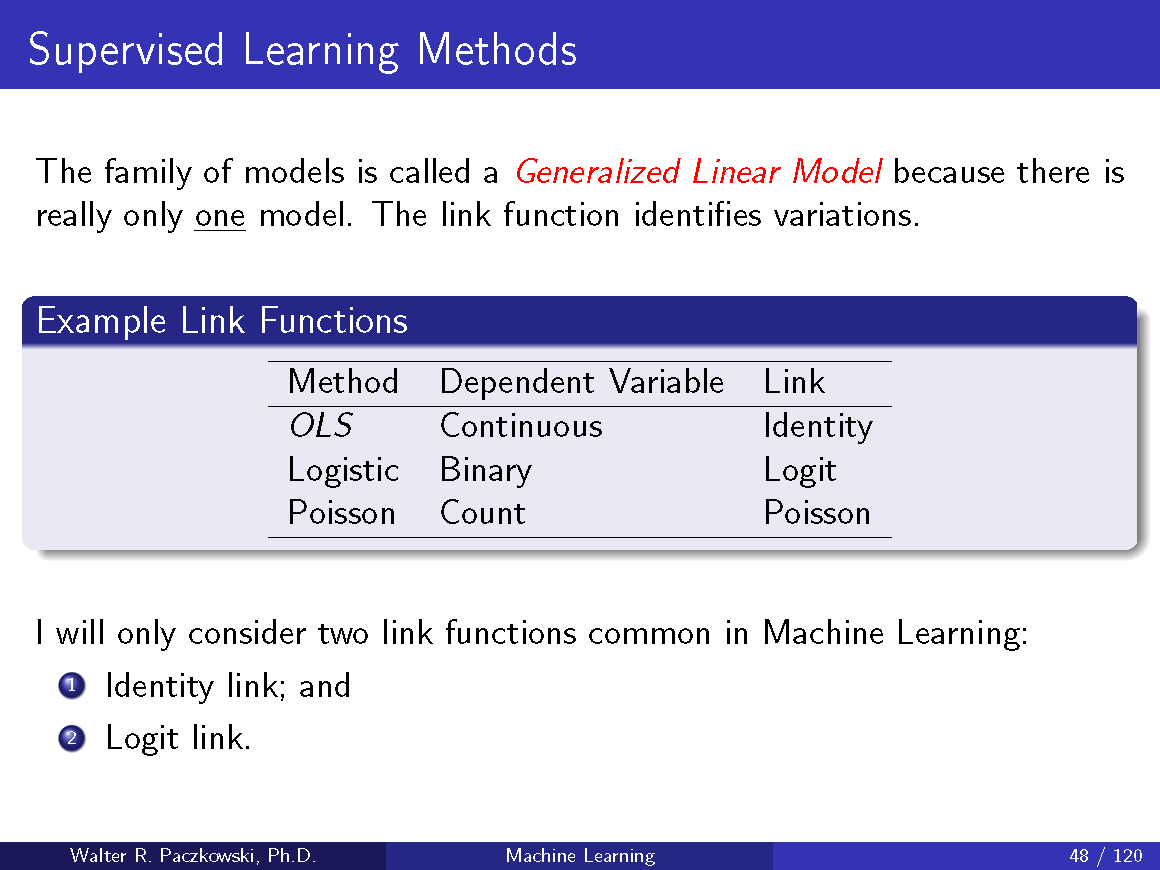 Supervised Learning Methods
The family of models is called a Generalized Linear Model because there is
really only one model. The link function identifies variations.
Example Link Functions
Method Dependent Variable Link
OLS Continuous Identity
Logistic Binary Logit
Poisson Count Poisson
I will only consider two link functions common in Machine Learning:
1 Identity link; and
2 Logit link.
Walter R. Paczkowski, Ph.D. Machine Learning 48 / 120